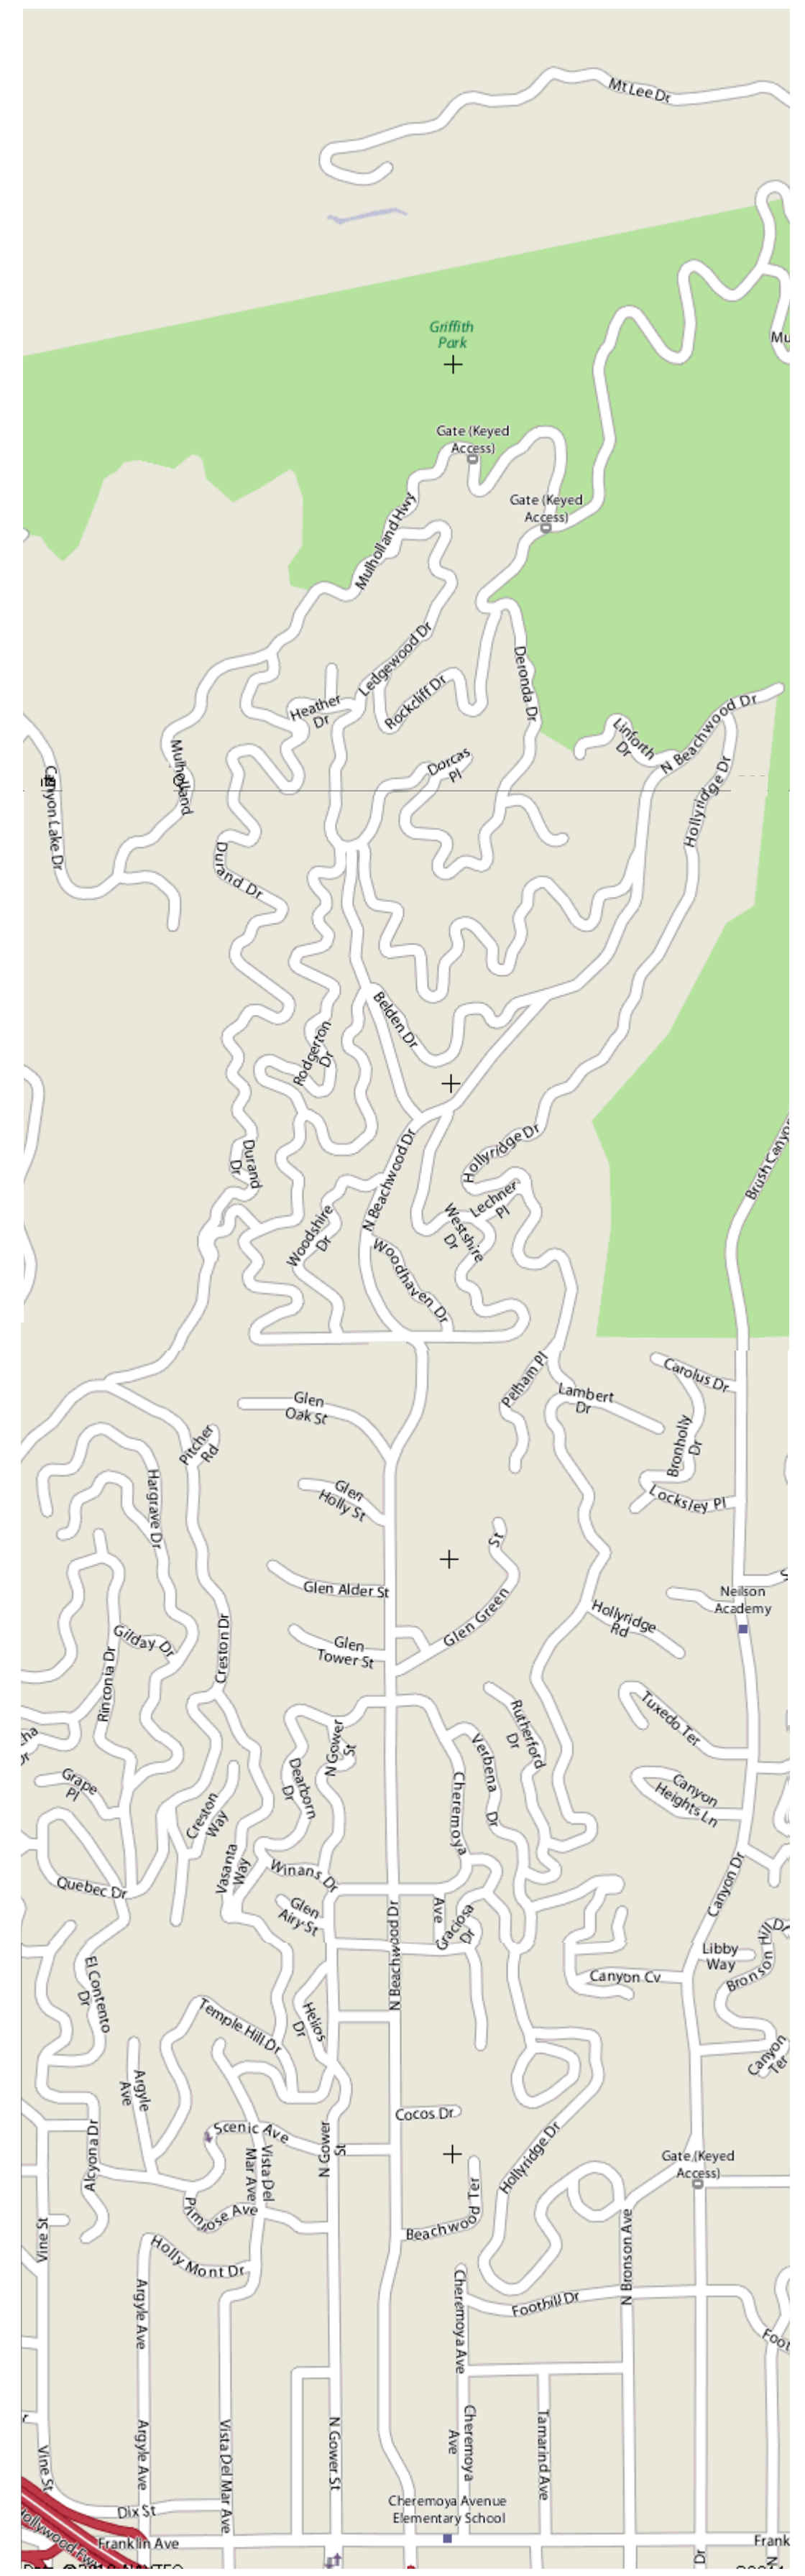 Mt Lee Dr
Griffith
Park
Mu
Gate (Keyed
Access)
Gate (Keyed
Access)
Mulholland Hwy
Ledgewood Dr
Deronda Dr
Rockcliff Dr
Heather
Dr
Linforth
Dr
N Beachwood Dr
Mulholland
Dorcas
Pl
Canyon Lake Dr
Hollyridge Dr
Durand Dr
Belden Dr
Rodgerton
Dr
Brush Canyon
Hollyridge Dr
Durand
Dr
N Beachwood Dr
Lechner
Pl
Woodshire
Dr
Westshire
Dr
Woodhaven Dr
Pelham Pl
Carolus Dr
Lambert
Dr
Glen
Oak St
Pitcher
Rd
Bronholly
Dr
Hargrave Dr
Glen
Holly St
Locksley Pl
St
Glen Alder St
Neilson
Academy
Glen Green
Hollyridge
Rd
Gilday Dr
Creston Dr
Glen
Tower St
Rinconia Dr
Tuxedo Ter
Rutherford
Dr
N Gower
St
Verbena
Dr
cha
Dr
Grape
Pl
Dearborn
Dr
Cheremoya
Canyon
Heights Ln
Creston
Way
Vasanta
Way
Winans Dr
Quebec Dr
Canyon Dr
Glen
Airy St
Ave
Graciosa
Dr
N Beachwood Dr
Libby
Way
Bronson Hill Dr
El Contento
Dr
Canyon Cv
Temple Hill Dr
Helios
Dr
Canyon
Ter
Argyle
Ave
Cocos Dr
Scenic Ave
Alcyona Dr
Vista Del
Mar Ave
N Gower
St
Hollyridge Dr
Gate (Keyed
Access)
Primrose Ave
Beachwood Ter
Vine St
Holly Mont Dr
N Bronson Ave
Argyle Ave
Cheremoya Ave
Foothill Dr
Foot
Argyle Ave
Vista Del Mar Ave
N Gower St
Cheremoya
Ave
Tamarind Ave
Vine St
Cheremoya Avenue
Elementary School
Dix St
Hollywood Fwy
Franklin Ave
Frank
Dr
N